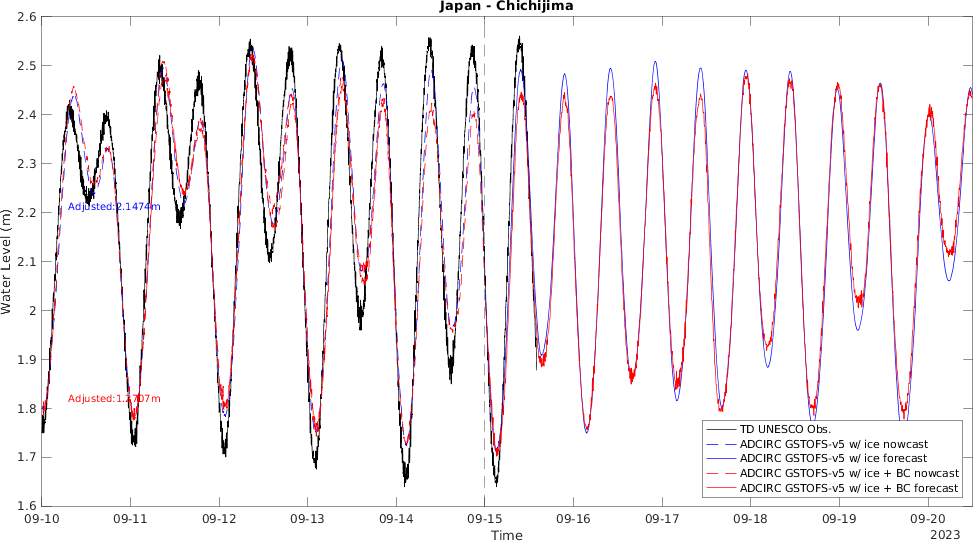 Japan - Chichijima
2.6
2.5
2.4
2.3
2.2
2.1
2
1.9
1.8
1.7
1.6
Water Level (m)
Adjusted:2.1474m
TD UNESCO Obs.
ADCIRC GSTOFS-v5 w/ ice nowcast
ADCIRC GSTOFS-v5 w/ ice forecast
ADCIRC GSTOFS-v5 w/ ice + BC nowcast
ADCIRC GSTOFS-v5 w/ ice + BC forecast
09-10 09-11 09-12 09-13 09-14 09-15 09-16 09-17 09-18 09-19 09-20
Time
2023